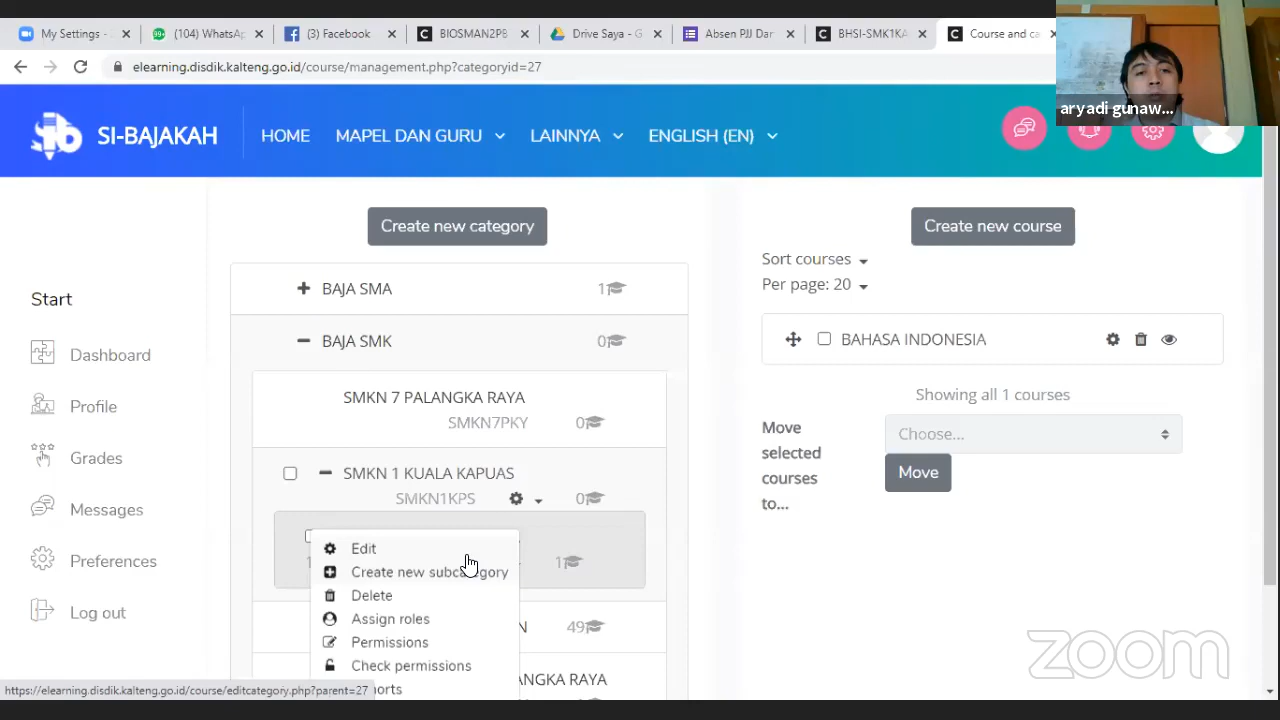 My Settings -
(104) WhatsA
(3) Facebook
BIOSMAN2PB
Drive Saya - G
Absen PJJ Dar
BHSI-SMK1KA
Course and ca
elearning.disdik.kalteng.go.id/course/management.php?categoryid=27
aryadi gunaw...
SI-BAJAKAH
HOME
MAPEL DAN GURU
LAINNYA
ENGLISH (EN)
Start
Dashboard
Profile
Grades
Messages
Preferences
Log out
Create new category
BAJA SMA
1
BAJA SMK
0
SMKN 7 PALANGKA RAYA
SMKN7PKY
0
SMKN 1 KUALA KAPUAS
SMKN1KPS
0
1
Edit
Create new subcategory
Delete
Assign roles
Permissions
Check permissions
orts
N
49
ANGKA RAYA
Create new course
Sort courses
Per page: 20
BAHASA INDONESIA
Showing all 1 courses
Move
selected
courses
to...
Choose...
Move
https://elearning.disdik.kalteng.go.id/course/editcategory.php?parent=27
zoom